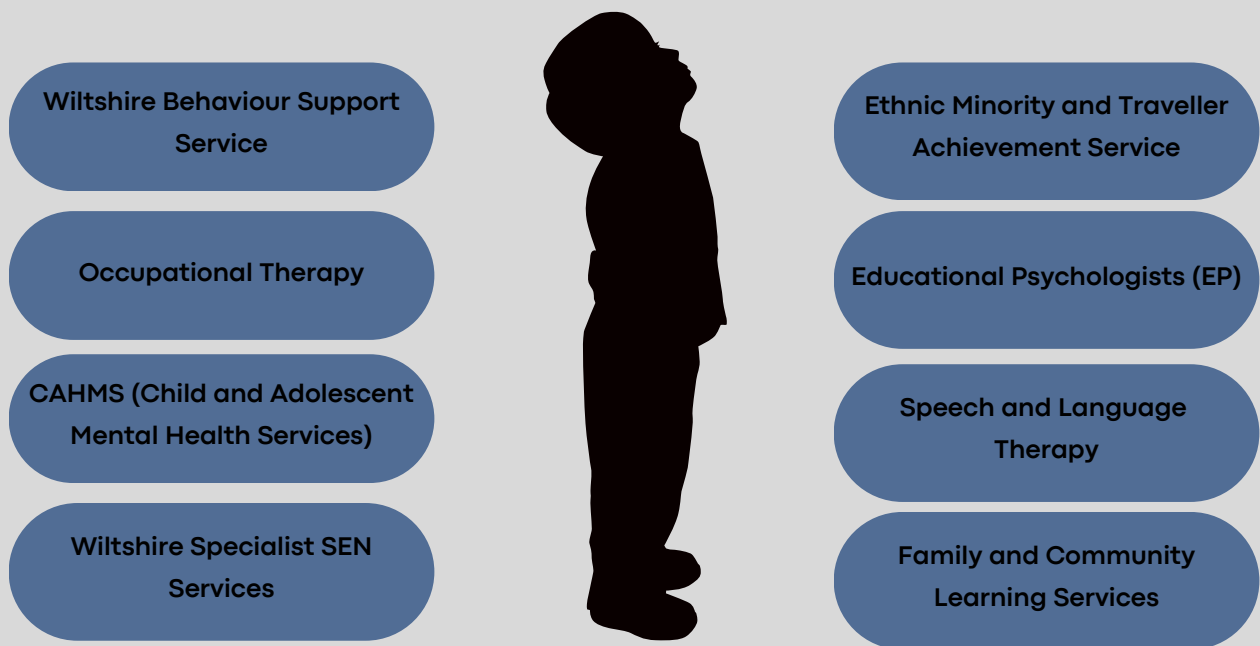 Wiltshire Behaviour Support
Service
Occupational Therapy
CAHMS (Child and Adolescent
Mental Health Services)
Wiltshire Specialist SEN
Services
Ethnic Minority and Traveller
Achievement Service
Educational Psychologists (EP)
Speech and Language
Therapy
Family and Community
Learning Services